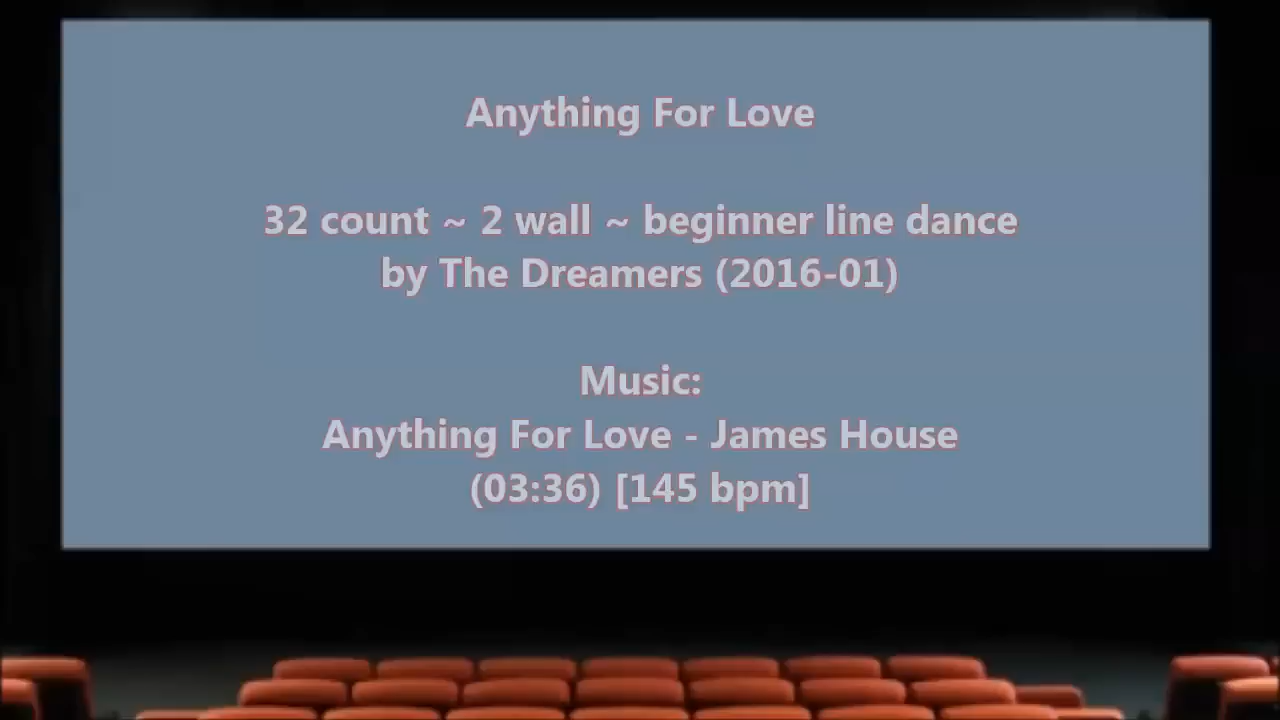 Anything For Love
32 count ~ 2 wall ~ beginner line dance
by The Dreamers (2016-01)
Music:
Anything For Love - James House
(03:36) [145 bpm]